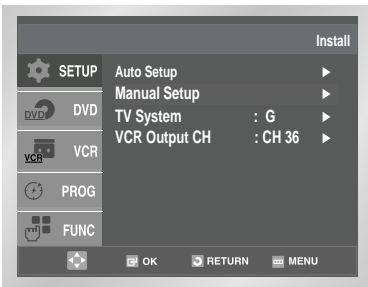 Install
SETUP
DVD DVD
VCR VCR
PROG
FUNC
Auto Setup ▶
Manual Setup ▶
TV System : G ▶
VCR Output CH : CH 36 ▶
OK RETURN MENU